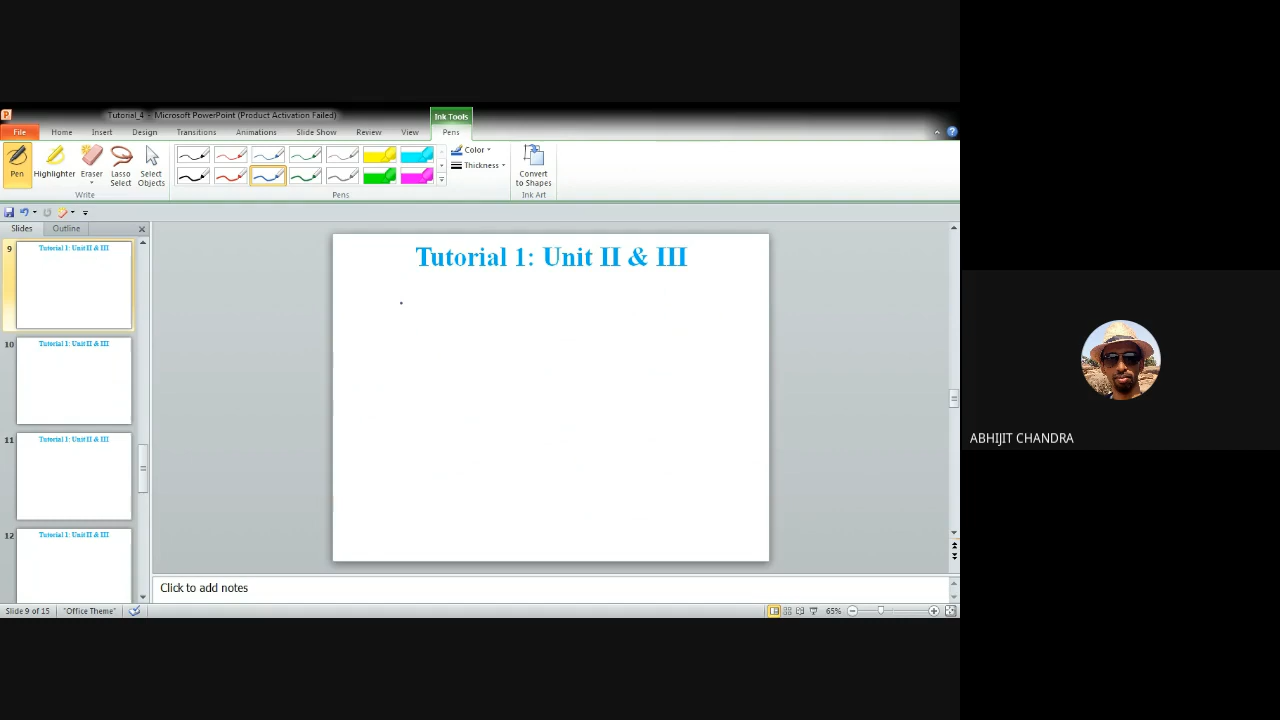 Tutorial_4 - Microsoft PowerPoint (Product Activation Failed)
Ink Tools
File Home Insert Design Transitions Animations Slide Show Review View Pens
Pen
Highlighter
Eraser
Lasso Select
Select Objects
Color
Thickness
Convert to Shapes
Write
Pens
Ink Art
Slides Outline
9
Tutorial 1: Unit II & III
10
Tutorial 1: Unit II & III
11
Tutorial 1: Unit II & III
12
Tutorial 1: Unit II & III
Tutorial 1: Unit II & III
Click to add notes
Slide 9 of 15 "Office Theme" 65%
ABHIJIT CHANDRA